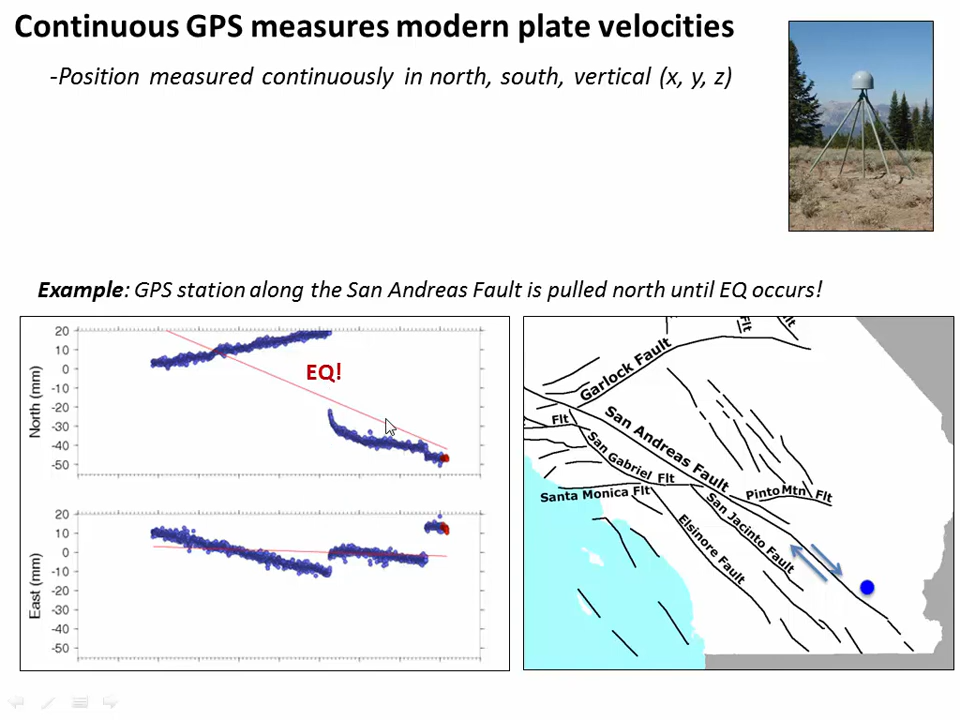 Continuous GPS measures modern plate velocities
-Position measured continuously in north, south, vertical (x, y, z)
Example: GPS station along the San Andreas Fault is pulled north until EQ occurs!
North (mm)
20
10
0
-10
-20
-30
-40
-50
EQ!
East (mm)
20
10
0
-10
-20
-30
-40
-50
Garlock Fault
Flt
Flt
Flt
San Andreas Fault
San Gabriel Flt
Santa Monica Flt
Pinto Mtn Flt
San Jacinto Fault
Elsinore Fault